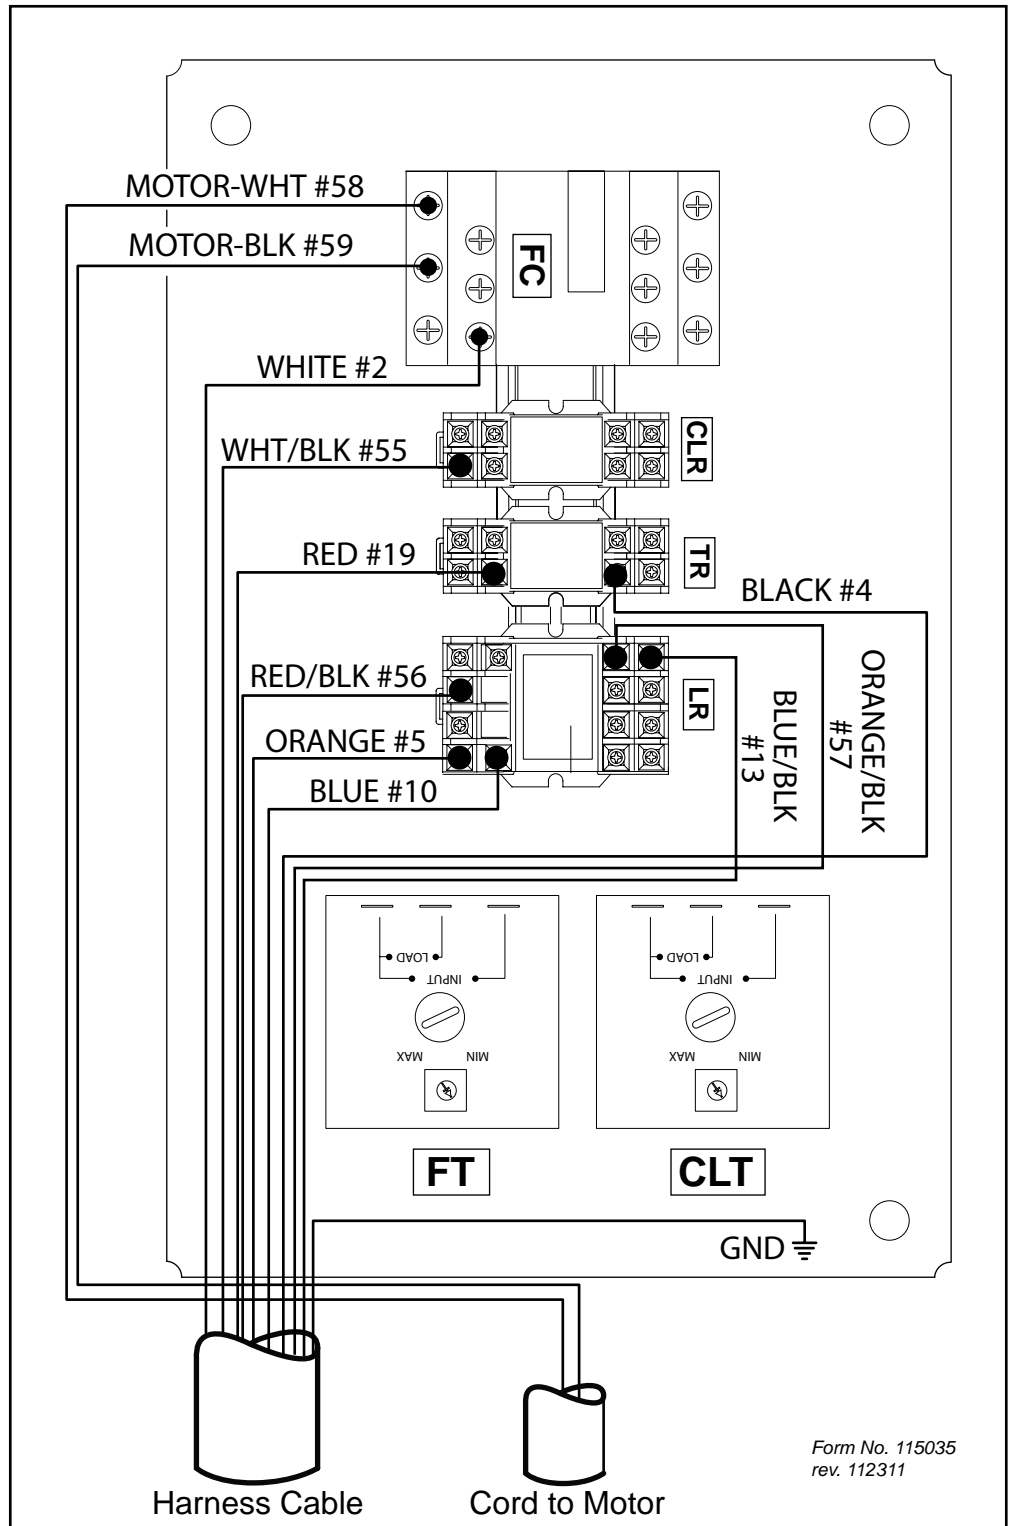 MOTOR-WHT #58
MOTOR-BLK #59
FC
WHITE #2
CLR
WHT/BLK #55
RED #19
TR
BLACK #4
RED/BLK #56
LR
BLUE/BLK
#13
ORANGE/BLK
#57
ORANGE #5
BLUE #10
LOAD
INPUT
MAX
MIN
LOAD
INPUT
MAX
MIN
FT
CLT
GND
Form No. 115035
rev. 112311
Harness Cable
Cord to Motor